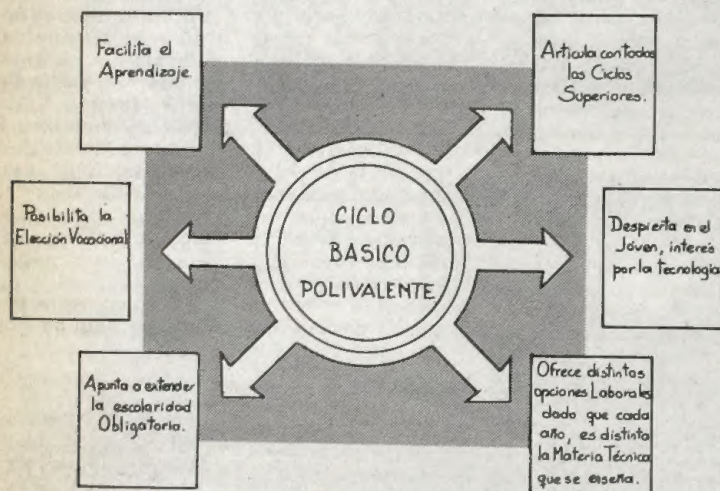 Facilita el
Aprendizaje.
Articula con todos
los Ciclos
Superiores.
Posibilita la
Elección Vocacional
CICLO
BASICO
POLIVALENTE
Despierta en el
Jóven, interés
por la tecnología
Apunta a extender
la escolaridad
Obligatoria.
Ofrece distintas
opciones Laborales
dado que cada
año, es distinta
la Materia Técnica
que se enseña.